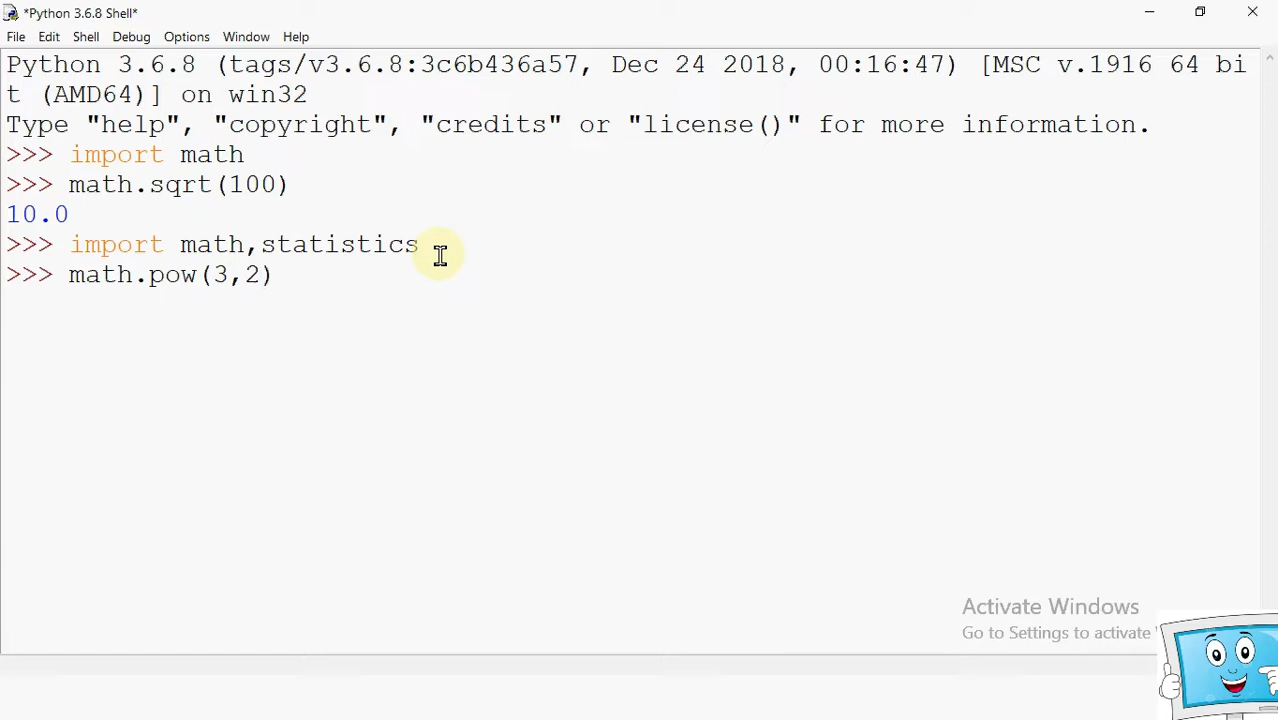 *Python 3.6.8 Shell*
File Edit Shell Debug Options Window Help
Python 3.6.8 (tags/v3.6.8:3c6b436a57, Dec 24 2018, 00:16:47) [MSC v.1916 64 bi
t (AMD64)] on win32
Type "help", "copyright", "credits" or "license()" for more information.
>>> import math
>>> math.sqrt(100)
10.0
>>> import math,statistics
>>> math.pow(3,2)
Activate Windows
Go to Settings to activate